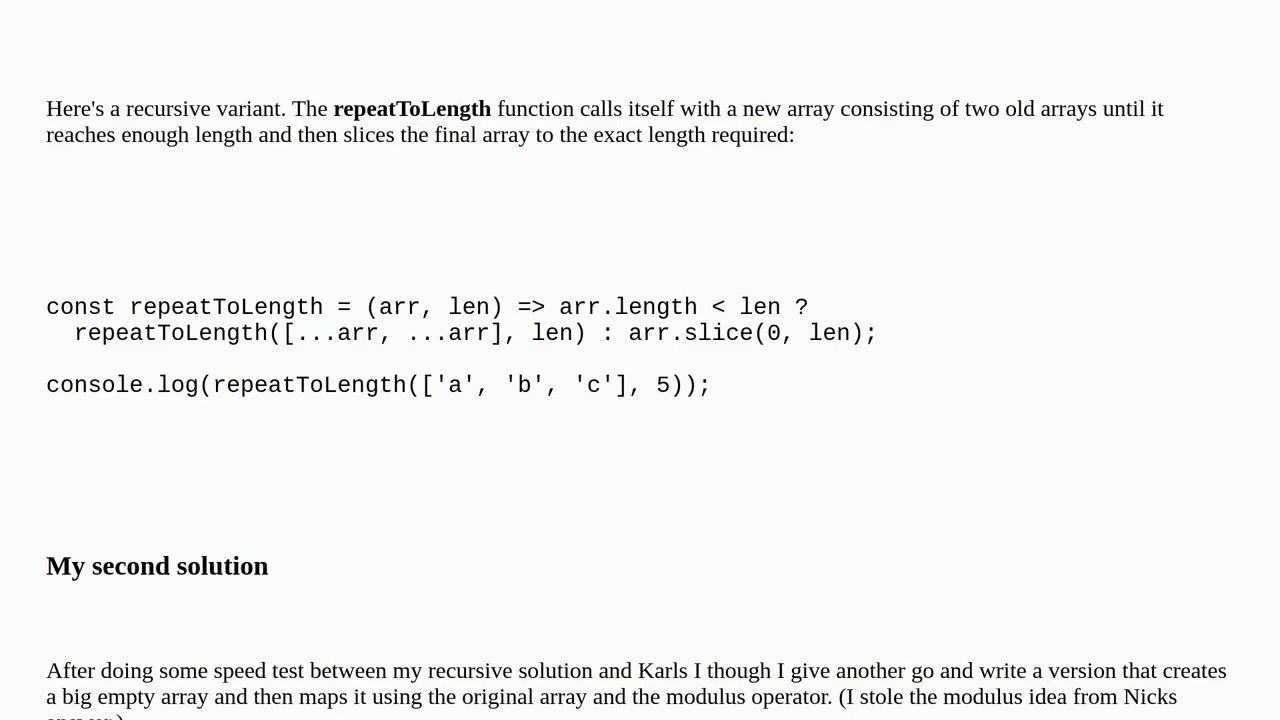 Here's a recursive variant. The repeatToLength function calls itself with a new array consisting of two old arrays until it
reaches enough length and then slices the final array to the exact length required:
const repeatToLength = (arr, len) => arr.length < len ?
  repeatToLength([...arr, ...arr], len) : arr.slice(0, len);
console.log(repeatToLength(['a', 'b', 'c'], 5));
My second solution
After doing some speed test between my recursive solution and Karls I though I give another go and write a version that creates
a big empty array and then maps it using the original array and the modulus operator. (I stole the modulus idea from Nicks